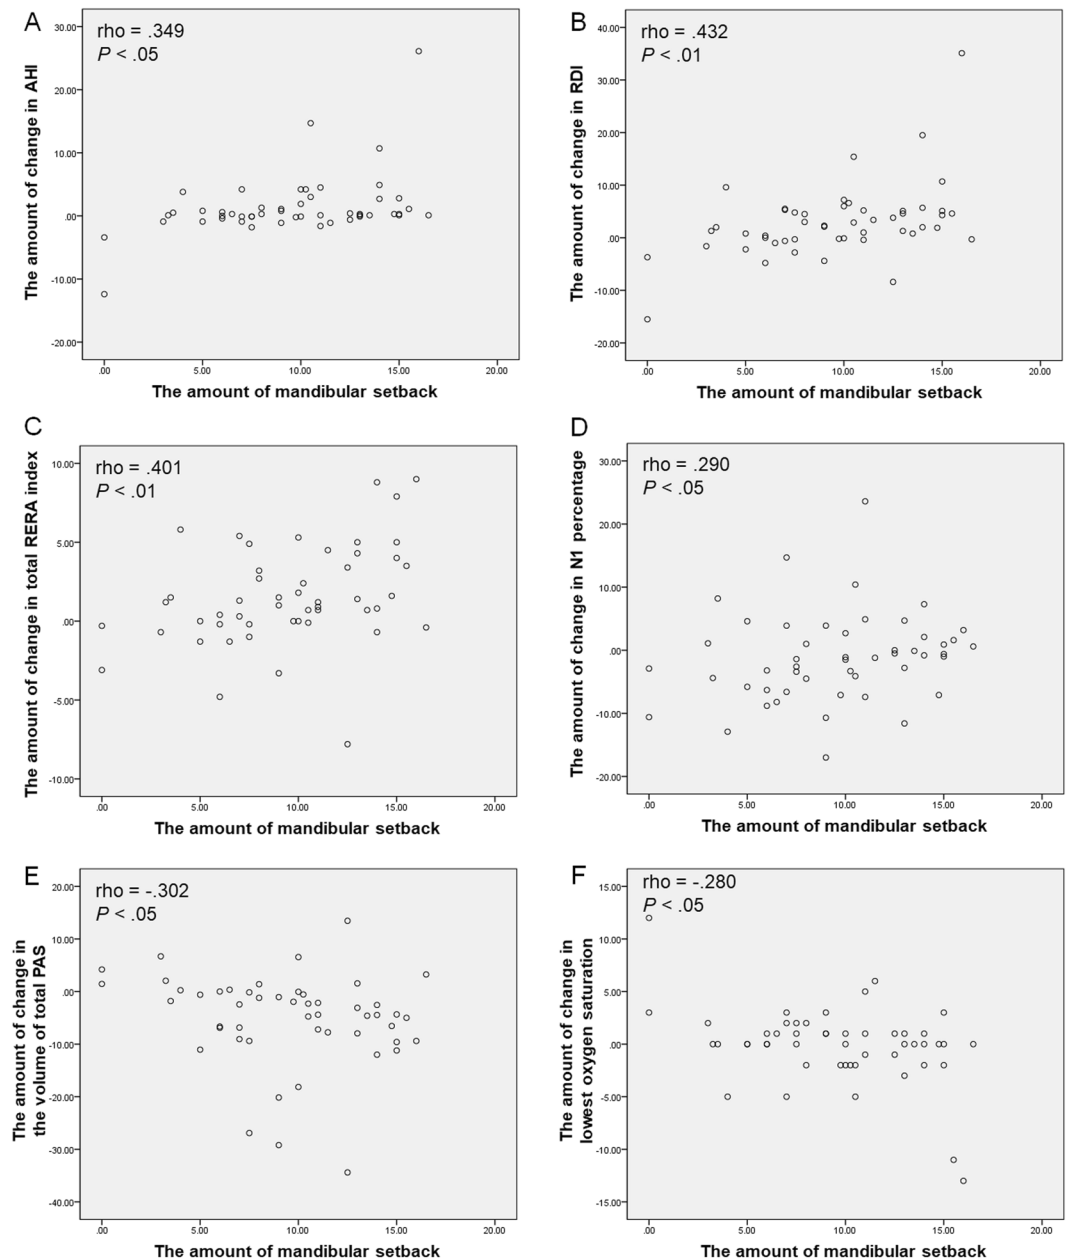 A
rho = .349
P < .05
30.00
20.00
10.00
.00
-10.00
-20.00
The amount of change in AHI
.00 5.00 10.00 15.00 20.00
The amount of mandibular setback
B
rho = .432
P < .01
40.00
30.00
20.00
10.00
.00
-10.00
-20.00
The amount of change in RDI
.00 5.00 10.00 15.00 20.00
The amount of mandibular setback
C
rho = .401
P < .01
10.00
5.00
.00
-5.00
-10.00
The amount of change in total RERA index
.00 5.00 10.00 15.00 20.00
The amount of mandibular setback
D
rho = .290
P < .05
30.00
20.00
10.00
.00
-10.00
-20.00
The amount of change in N1 percentage
.00 5.00 10.00 15.00 20.00
The amount of mandibular setback
E
rho = -.302
P < .05
20.00
10.00
.00
-10.00
-20.00
-30.00
-40.00
The amount of change in
the volume of total PAS
.00 5.00 10.00 15.00 20.00
The amount of mandibular setback
F
rho = -.280
P < .05
15.00
10.00
5.00
.00
-5.00
-10.00
-15.00
The amount of change in
lowest oxygen saturation
.00 5.00 10.00 15.00 20.00
The amount of mandibular setback